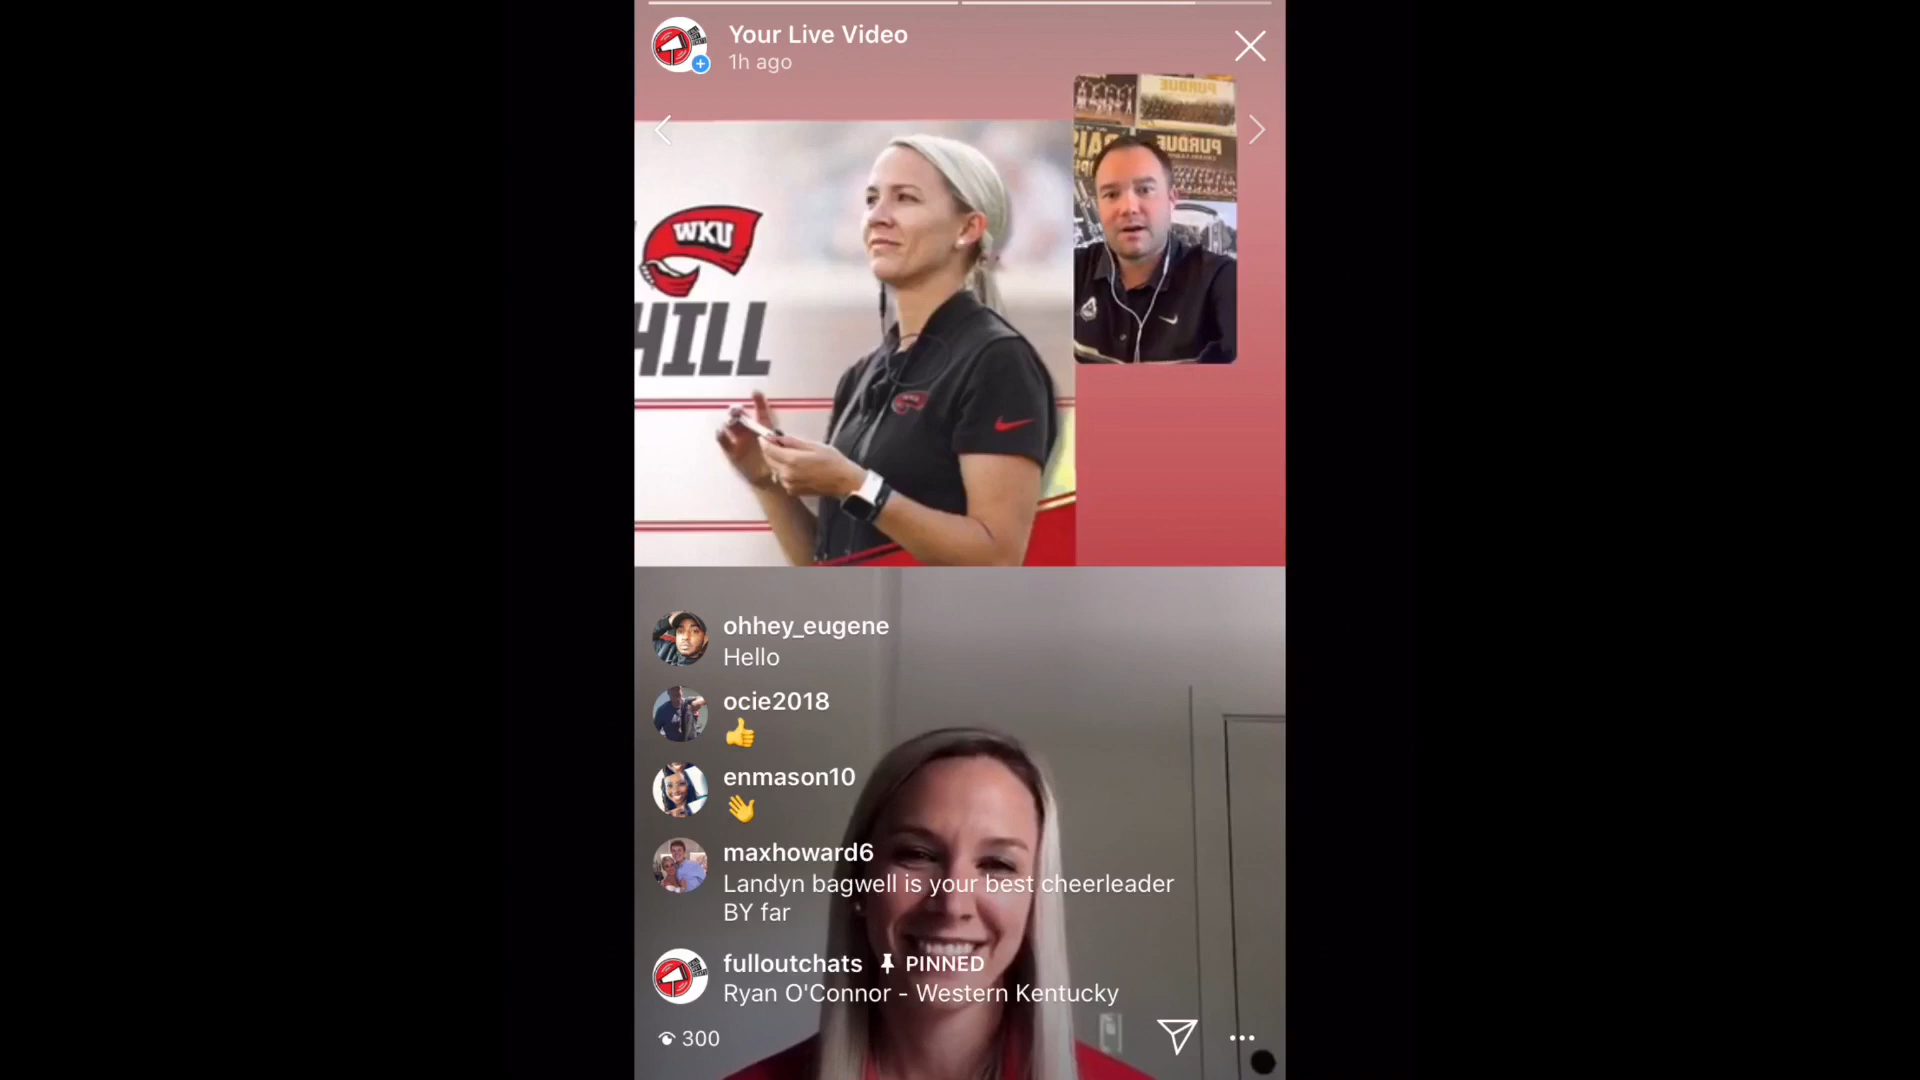 Your Live Video
1h ago
PURDUE
PURDUE
WKU
HILL
ohhey_eugene
Hello
ocie2018
👍
enmason10
👋
maxhoward6
Landyn bagwell is your best cheerleader
BY far
fulloutchats PINNED
Ryan O'Connor - Western Kentucky
300